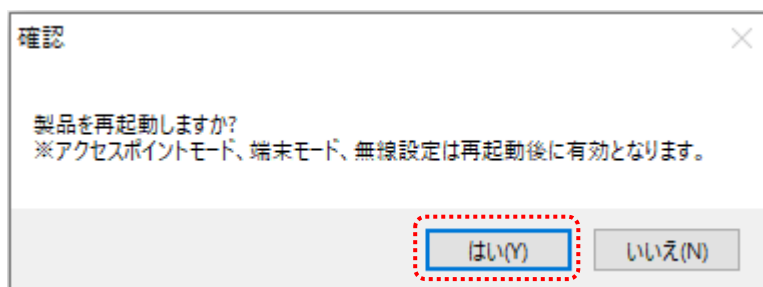 確認
製品を再起動しますか?
※アクセスポイントモード、端末モード、無線設定は再起動後に有効となります。
はい(Y)
いいえ(N)